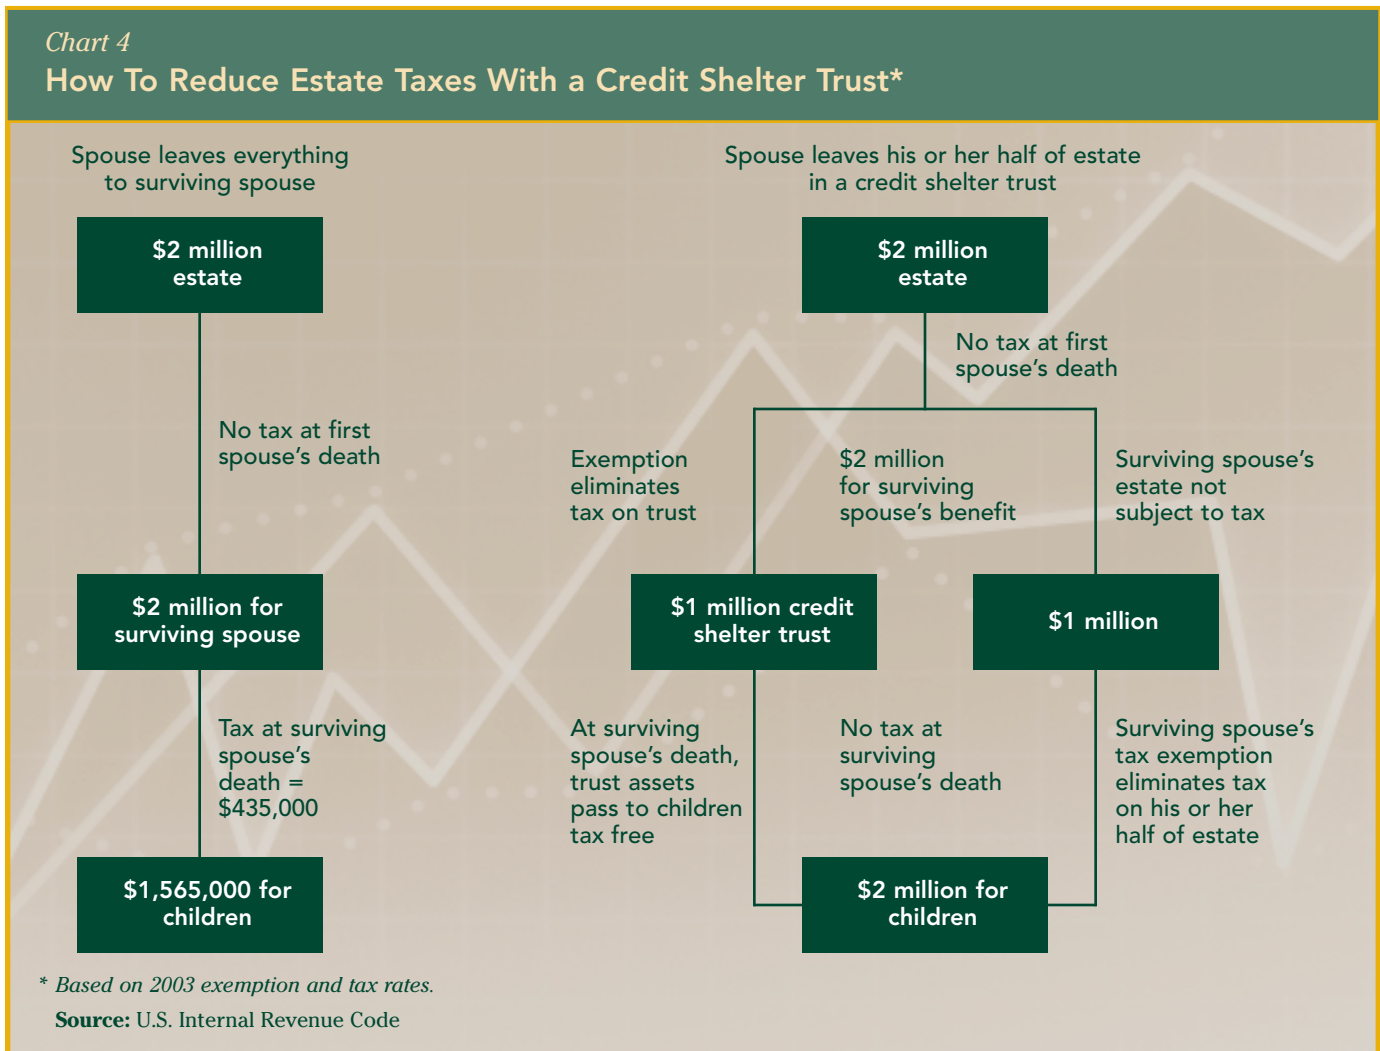 Chart 4
How To Reduce Estate Taxes With a Credit Shelter Trust*
Spouse leaves everything
to surviving spouse
$2 million
estate
No tax at first
spouse’s death
$2 million for
surviving spouse
Tax at surviving
spouse’s
death =
$435,000
$1,565,000 for
children
Spouse leaves his or her half of estate
in a credit shelter trust
$2 million
estate
No tax at first
spouse’s death
Exemption
eliminates
tax on trust
$2 million
for surviving
spouse’s benefit
Surviving spouse’s
estate not
subject to tax
$1 million credit
shelter trust
$1 million
At surviving
spouse’s death,
trust assets
pass to children
tax free
No tax at
surviving
spouse’s death
Surviving spouse’s
tax exemption
eliminates tax
on his or her
half of estate
$2 million for
children
* Based on 2003 exemption and tax rates.
Source: U.S. Internal Revenue Code